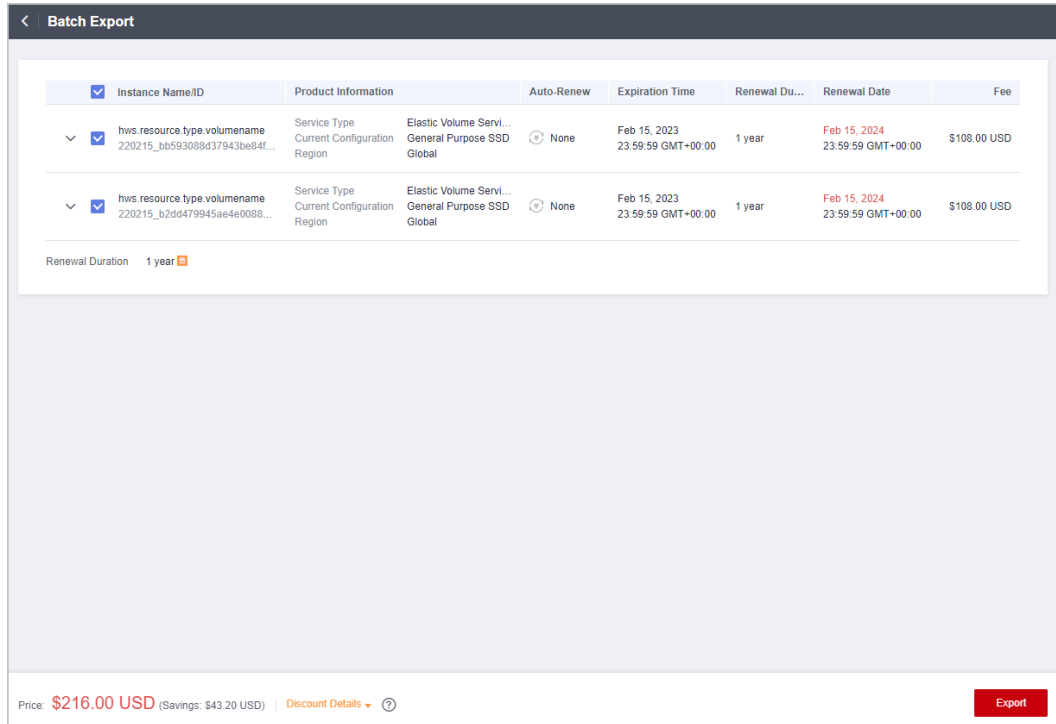 Batch Export
Instance Name/ID Product Information Auto-Renew Expiration Time Renewal Du... Renewal Date Fee
hws.resource.type.volumename
220215_bb593088d37943be84f...
Service Type Elastic Volume Servi...
Current Configuration General Purpose SSD
Region Global
None
Feb 15, 2023
23:59:59 GMT+00:00
1 year
Feb 15, 2024
23:59:59 GMT+00:00
$108.00 USD
hws.resource.type.volumename
220215_b2dd479945ae4e0088...
Service Type Elastic Volume Servi...
Current Configuration General Purpose SSD
Region Global
None
Feb 15, 2023
23:59:59 GMT+00:00
1 year
Feb 15, 2024
23:59:59 GMT+00:00
$108.00 USD
Renewal Duration 1 year
Price: $216.00 USD (Savings: $43.20 USD) Discount Details ?
Export